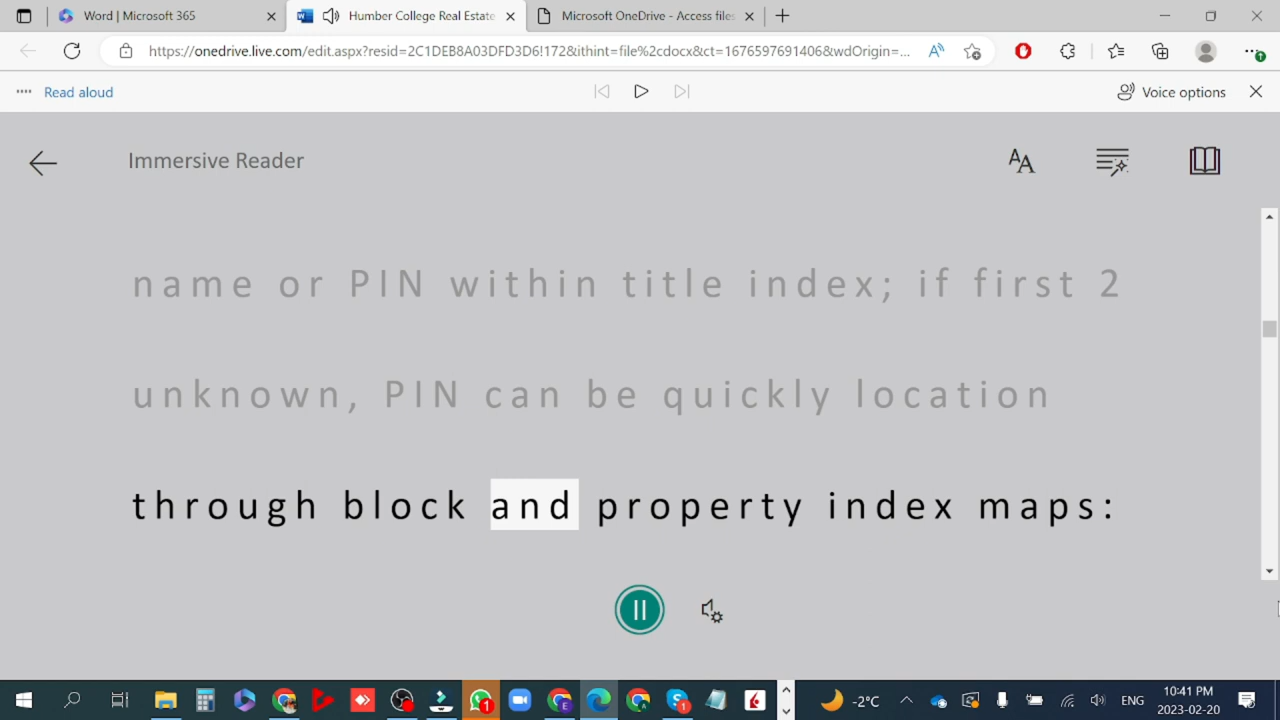 Word | Microsoft 365
Humber College Real Estate
Microsoft OneDrive - Access files
https://onedrive.live.com/edit.aspx?resid=2C1DEB8A03DFD3D6!172&ithint=file%2cdocx&ct=1676597691406&wdOrigin=...
Read aloud
Voice options
Immersive Reader
name or PIN within title index; if first 2
unknown, PIN can be quickly location
through block and property index maps:
-2°C
ENG
10:41 PM
2023-02-20